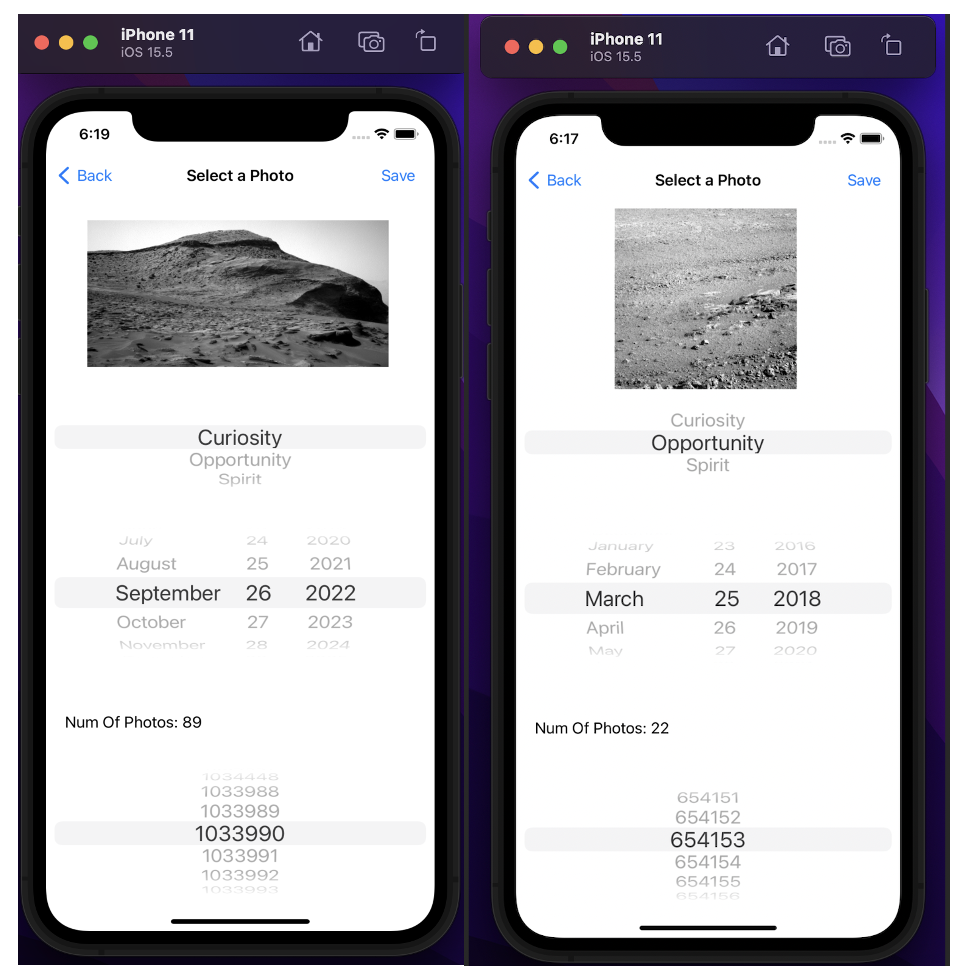 iPhone 11
iOS 15.5
6:19
Back Select a Photo Save
Curiosity
Opportunity
Spirit
July 24 2020
August 25 2021
September 26 2022
October 27 2023
November 28 2024
Num Of Photos: 89
1034448
1033988
1033989
1033990
1033991
1033992
1033993
iPhone 11
iOS 15.5
6:17
Back Select a Photo Save
Curiosity
Opportunity
Spirit
January 23 2016
February 24 2017
March 25 2018
April 26 2019
May 27 2020
Num Of Photos: 22
654151
654152
654153
654154
654155
654156